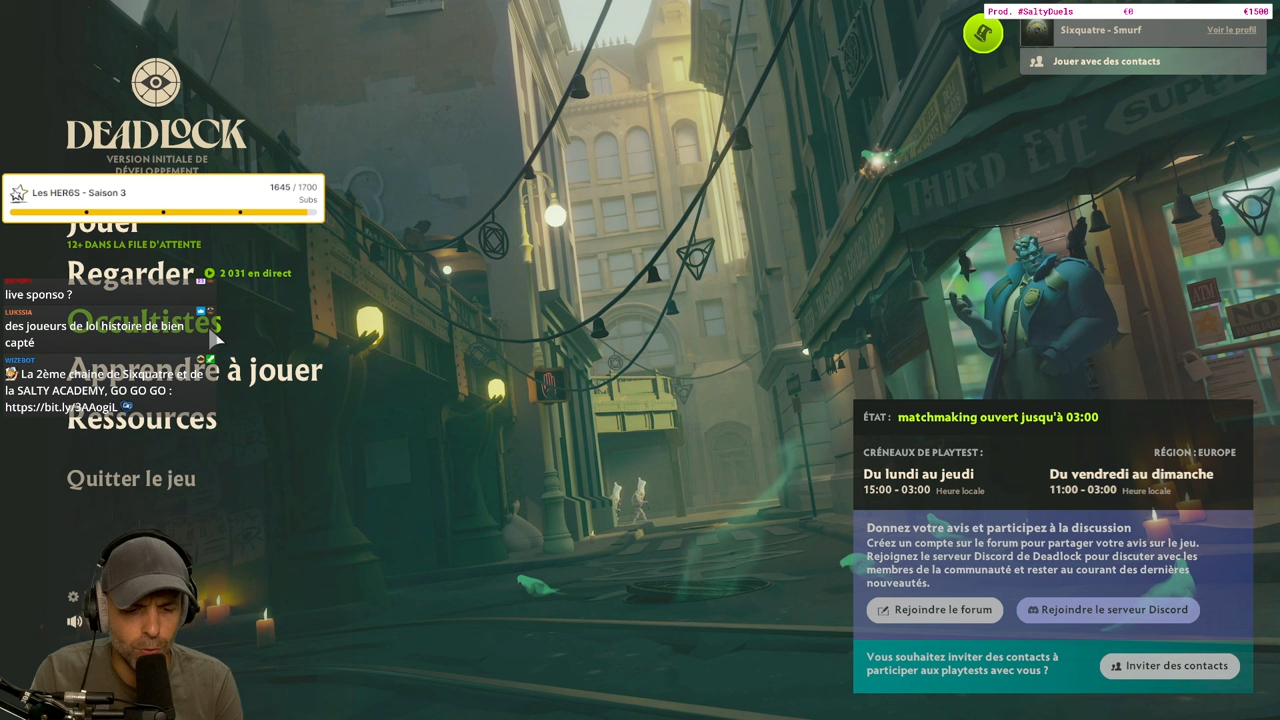 Prod. #SaltyDuels €0 €1500
Sixquatre - Smurf Voir le profil
Jouer avec des contacts
DEADLOCK
VERSION INITIALE DE
DÉVELOPPEMENT
Les HER6S - Saison 3 1645 / 1700
Subs
Jouer
12+ DANS LA FILE D'ATTENTE
Regarder 2 031 en direct
live sponso ?
LUKSSIA
Occultistes
des joueurs de lol histoire de bien
capté
WIZEBOT
Apprendre à jouer
La 2ème chaine de Sixquatre et de
la SALTY ACADEMY, GO GO GO :
https://bit.ly/3AAogiL
Ressources
Quitter le jeu
THIRD EYE SUPP
ATM
NO
ÉTAT : matchmaking ouvert jusqu'à 03:00
CRÉNEAUX DE PLAYTEST : RÉGION : EUROPE
Du lundi au jeudi Du vendredi au dimanche
15:00 - 03:00 Heure locale 11:00 - 03:00 Heure locale
Donnez votre avis et participez à la discussion
Créez un compte sur le forum pour partager votre avis sur le jeu.
Rejoignez le serveur Discord de Deadlock pour discuter avec les
membres de la communauté et rester au courant des dernières
nouveautés.
Rejoindre le forum Rejoindre le serveur Discord
Vous souhaitez inviter des contacts à
participer aux playtests avec vous ?
Inviter des contacts